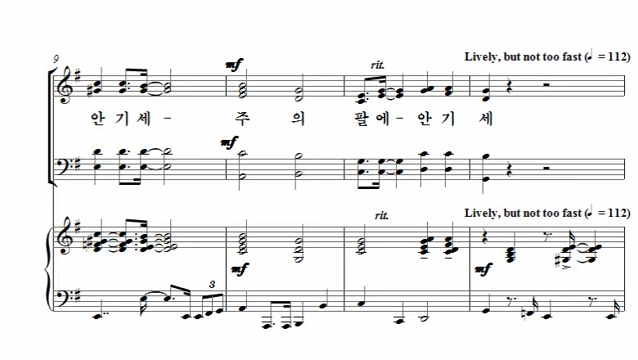 Lively, but not too fast (♩ = 112)
9
mf
rit.
안 기 세 - 주 의 팔 에 - 안 기 세
mf
Lively, but not too fast (♩ = 112)
rit.
mf
mf
3